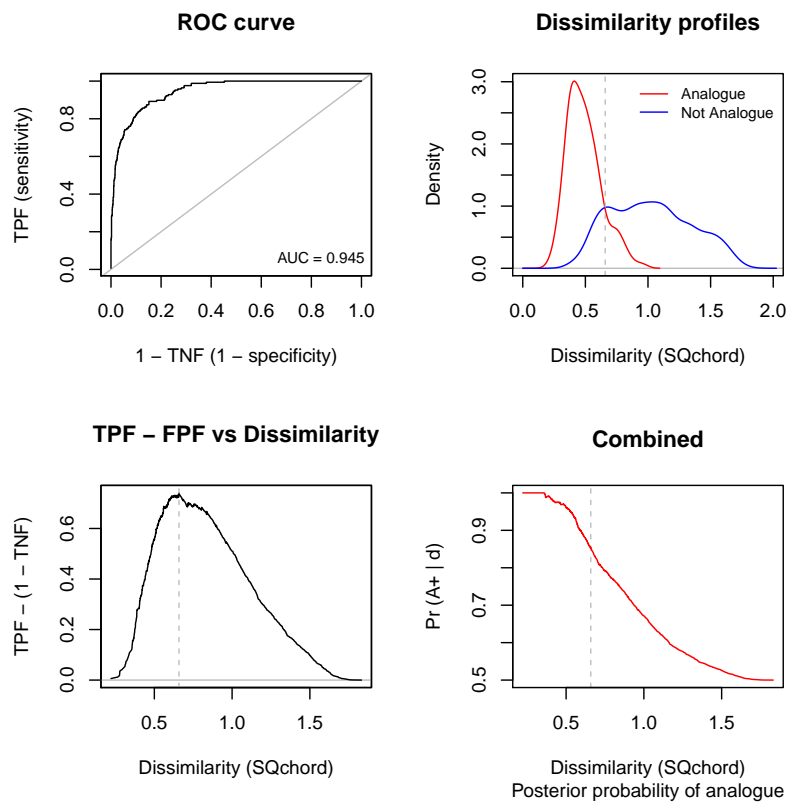 ROC curve
TPF (sensitivity)
0.0 0.4 0.8
AUC = 0.945
0.0 0.2 0.4 0.6 0.8 1.0
1 − TNF (1 − specificity)
Dissimilarity profiles
Density
0.0 1.0 2.0 3.0
Analogue
Not Analogue
0.0 0.5 1.0 1.5 2.0
Dissimilarity (SQchord)
TPF − FPF vs Dissimilarity
TPF − (1 − TNF)
0.0 0.2 0.4 0.6
0.5 1.0 1.5
Dissimilarity (SQchord)
Combined
Pr (A+ | d)
0.5 0.7 0.9
0.5 1.0 1.5
Dissimilarity (SQchord)
Posterior probability of analogue